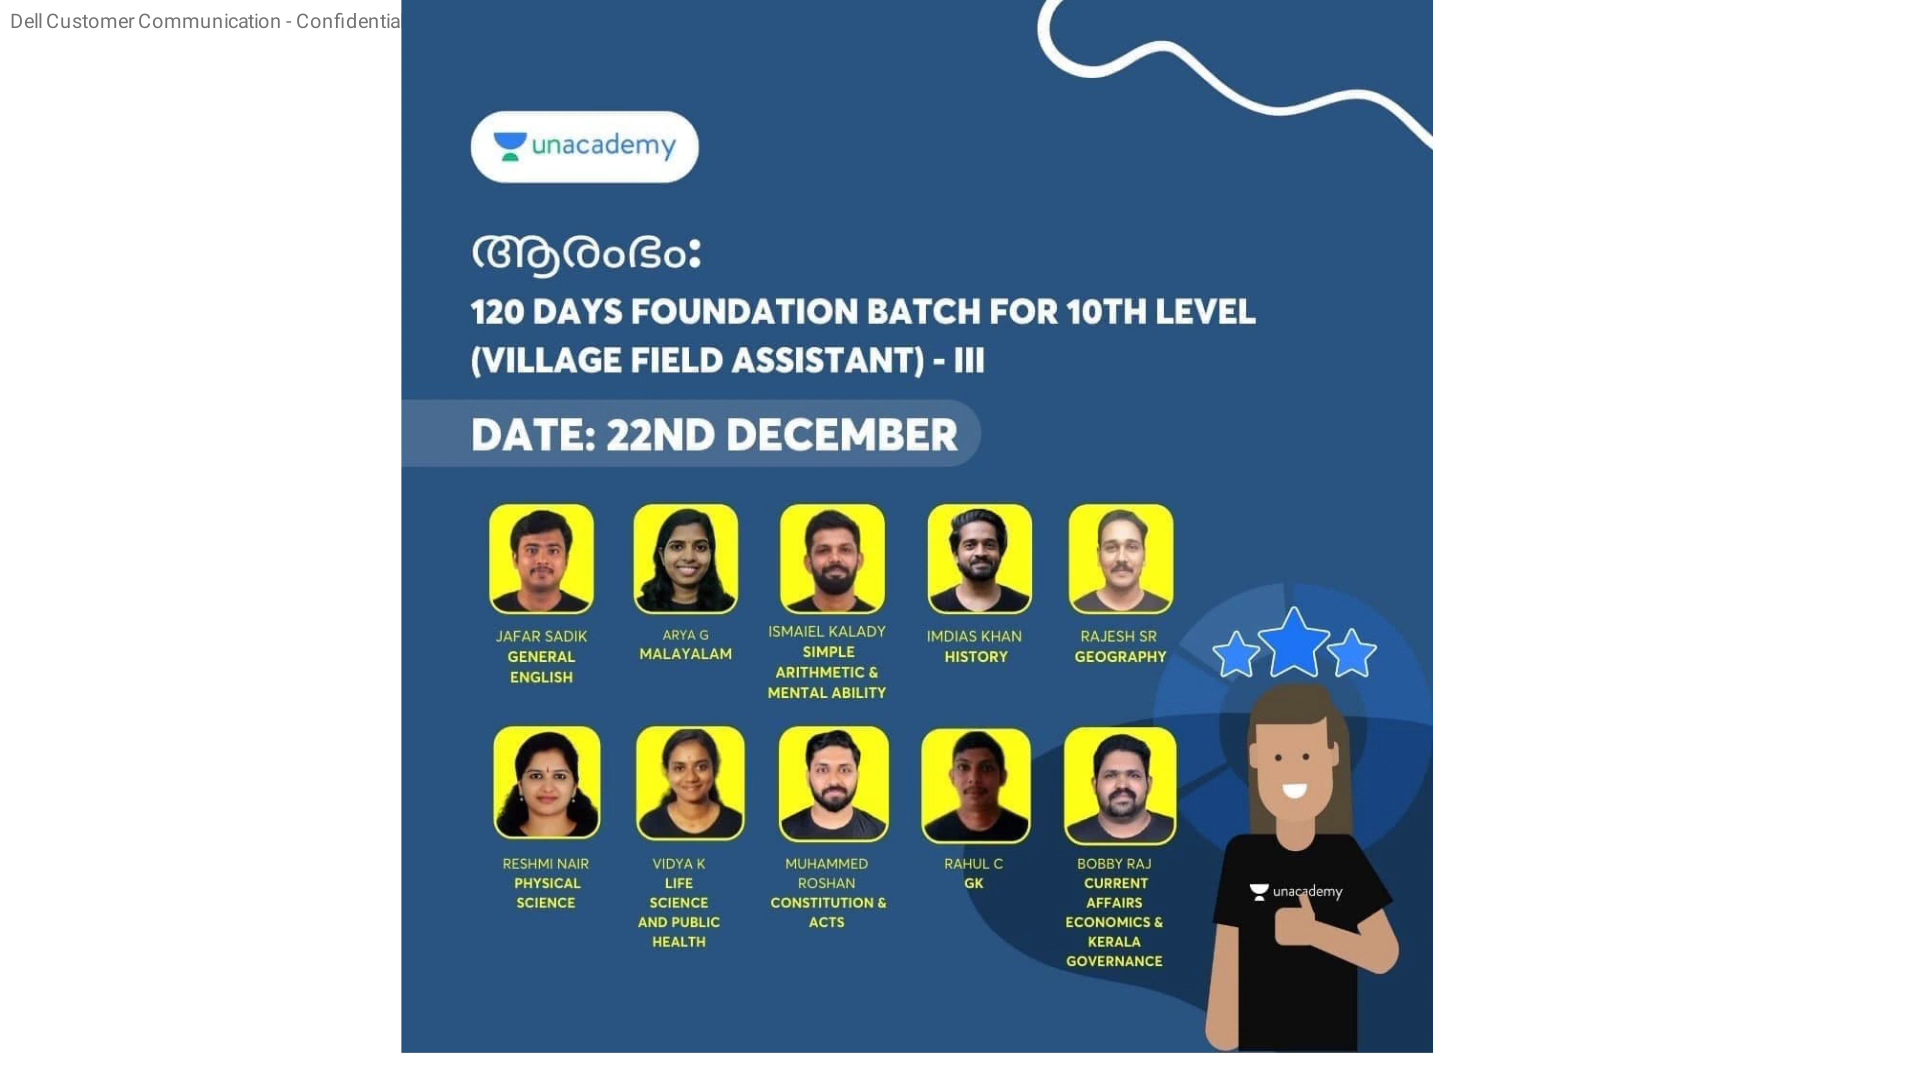 Dell Customer Communication - Confidentia
unacademy
ആരംഭം:
120 DAYS FOUNDATION BATCH FOR 10TH LEVEL
(VILLAGE FIELD ASSISTANT) - III
DATE: 22ND DECEMBER
JAFAR SADIK
GENERAL
ENGLISH
ARYA G
MALAYALAM
ISMAIEL KALADY
SIMPLE
ARITHMETIC &
MENTAL ABILITY
IMDIAS KHAN
HISTORY
RAJESH SR
GEOGRAPHY
RESHMI NAIR
PHYSICAL
SCIENCE
VIDYA K
LIFE
SCIENCE
AND PUBLIC
HEALTH
MUHAMMED
ROSHAN
CONSTITUTION &
ACTS
RAHUL C
GK
BOBBY RAJ
CURRENT
AFFAIRS
ECONOMICS &
KERALA
GOVERNANCE
unacademy